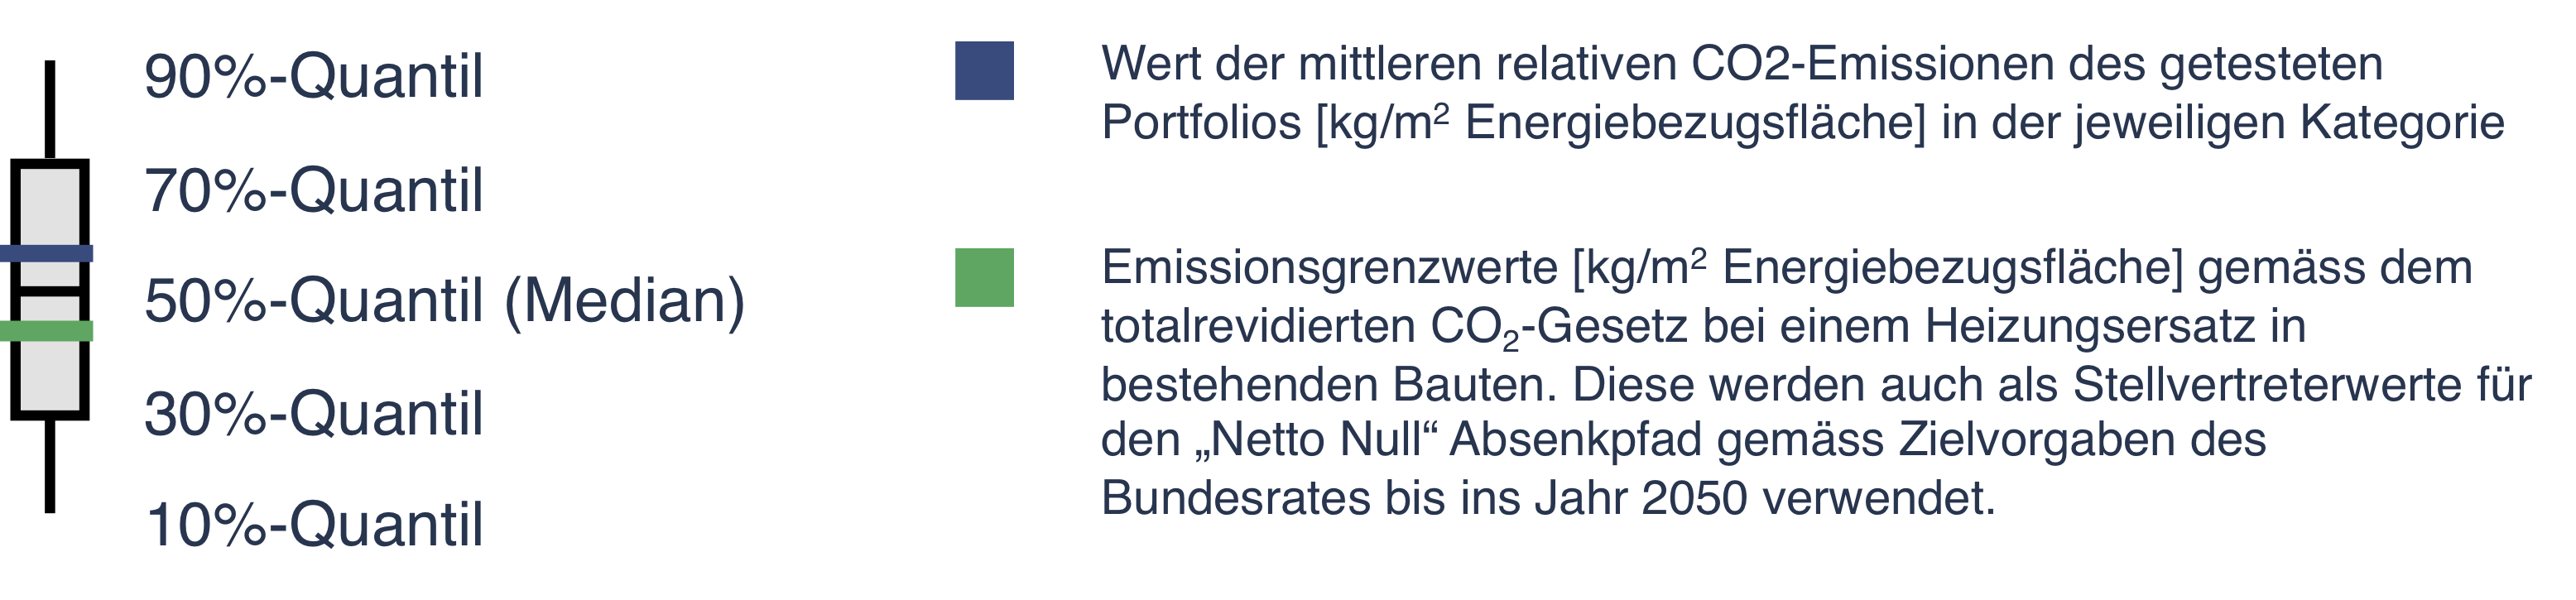 90%-Quantil
70%-Quantil
50%-Quantil (Median)
30%-Quantil
10%-Quantil
Wert der mittleren relativen CO2-Emissionen des getesteten
Portfolios [kg/m² Energiebezugsfläche] in der jeweiligen Kategorie
Emissionsgrenzwerte [kg/m² Energiebezugsfläche] gemäss dem
totalrevidierten CO₂-Gesetz bei einem Heizungsersatz in
bestehenden Bauten. Diese werden auch als Stellvertreterwerte für
den „Netto Null“ Absenkpfad gemäss Zielvorgaben des
Bundesrates bis ins Jahr 2050 verwendet.